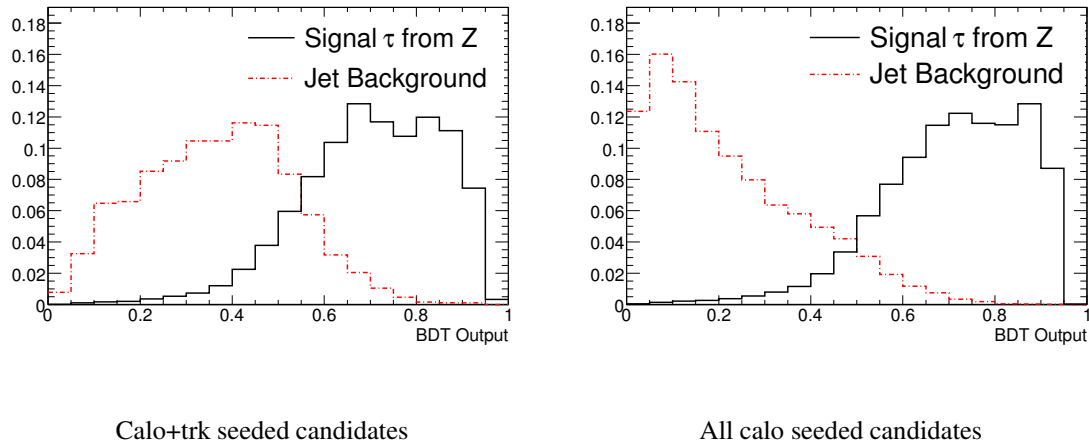 0.18
0.16
0.14
0.12
0.1
0.08
0.06
0.04
0.02
0
0 0.2 0.4 0.6 0.8 1
BDT Output
Signal τ from Z
Jet Background
Calo+trk seeded candidates
0.18
0.16
0.14
0.12
0.1
0.08
0.06
0.04
0.02
0
0 0.2 0.4 0.6 0.8 1
BDT Output
Signal τ from Z
Jet Background
All calo seeded candidates